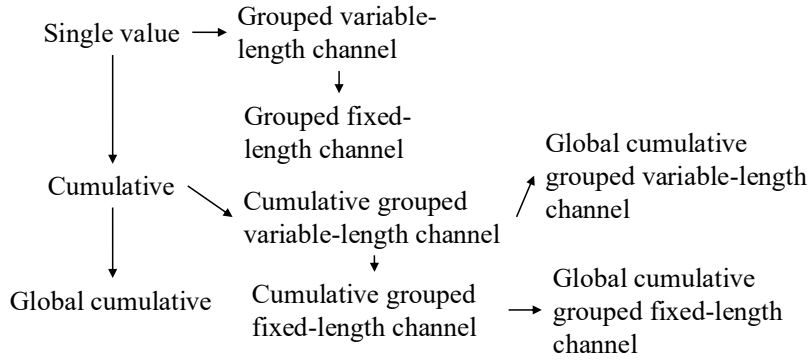 Single value
Grouped variable-
length channel
Grouped fixed-
length channel
Cumulative
Cumulative grouped
variable-length channel
Global cumulative
grouped variable-length
channel
Global cumulative
Cumulative grouped
fixed-length channel
Global cumulative
grouped fixed-length
channel